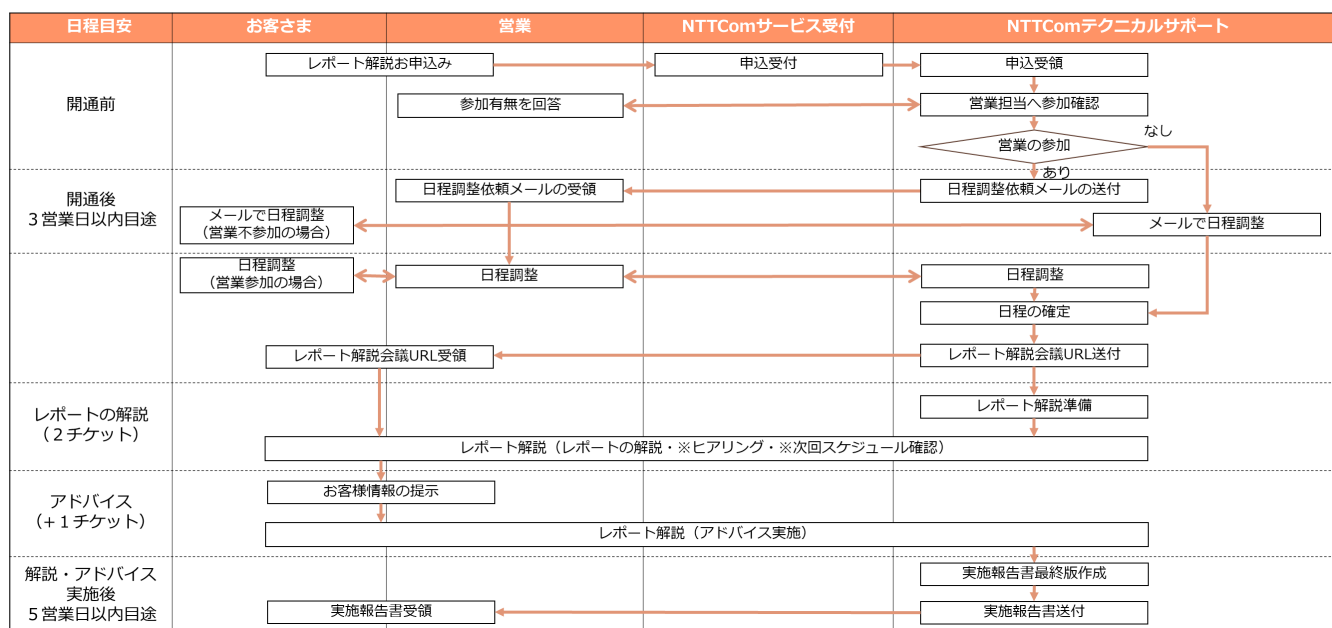 日程目安
お客さま
営業
NTTComサービス受付
NTTComテクニカルサポート
開通前
レポート解説お申込み
申込受付
申込受領
参加有無を回答
営業担当へ参加確認
営業の参加
なし
あり
開通後
３営業日以内目途
日程調整依頼メールの受領
日程調整依頼メールの送付
メールで日程調整
（営業不参加の場合）
メールで日程調整
日程調整
（営業参加の場合）
日程調整
日程調整
日程の確定
レポート解説会議URL受領
レポート解説会議URL送付
レポートの解説
（２チケット）
レポート解説準備
レポート解説（レポートの解説・※ヒアリング・※次回スケジュール確認）
アドバイス
（+１チケット）
お客様情報の提示
レポート解説（アドバイス実施）
解説・アドバイス
実施後
５営業日以内目途
実施報告書最終版作成
実施報告書受領
実施報告書送付